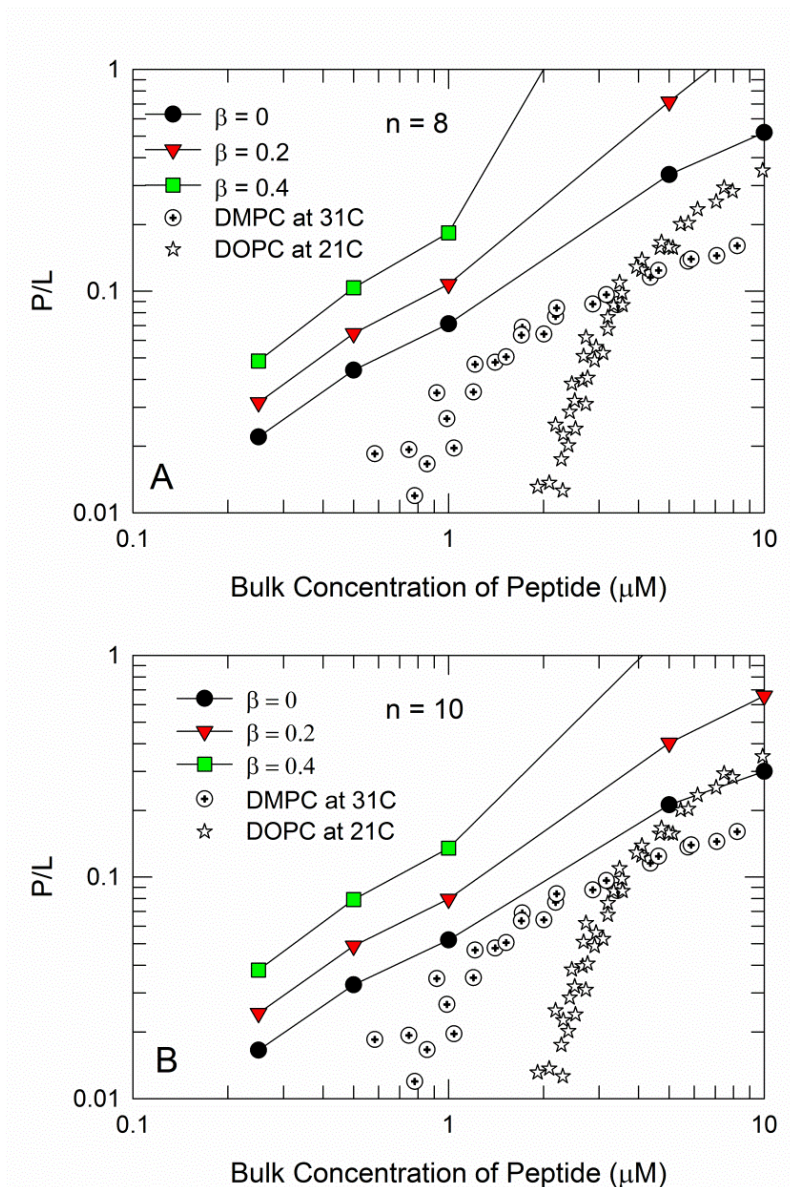 1
β = 0
n = 8
β = 0.2
β = 0.4
DMPC at 31C
DOPC at 21C
P/L
0.1
A
0.01
0.1
1
10
Bulk Concentration of Peptide (μM)
1
β = 0
n = 10
β = 0.2
β = 0.4
DMPC at 31C
DOPC at 21C
P/L
0.1
B
0.01
0.1
1
10
Bulk Concentration of Peptide (μM)